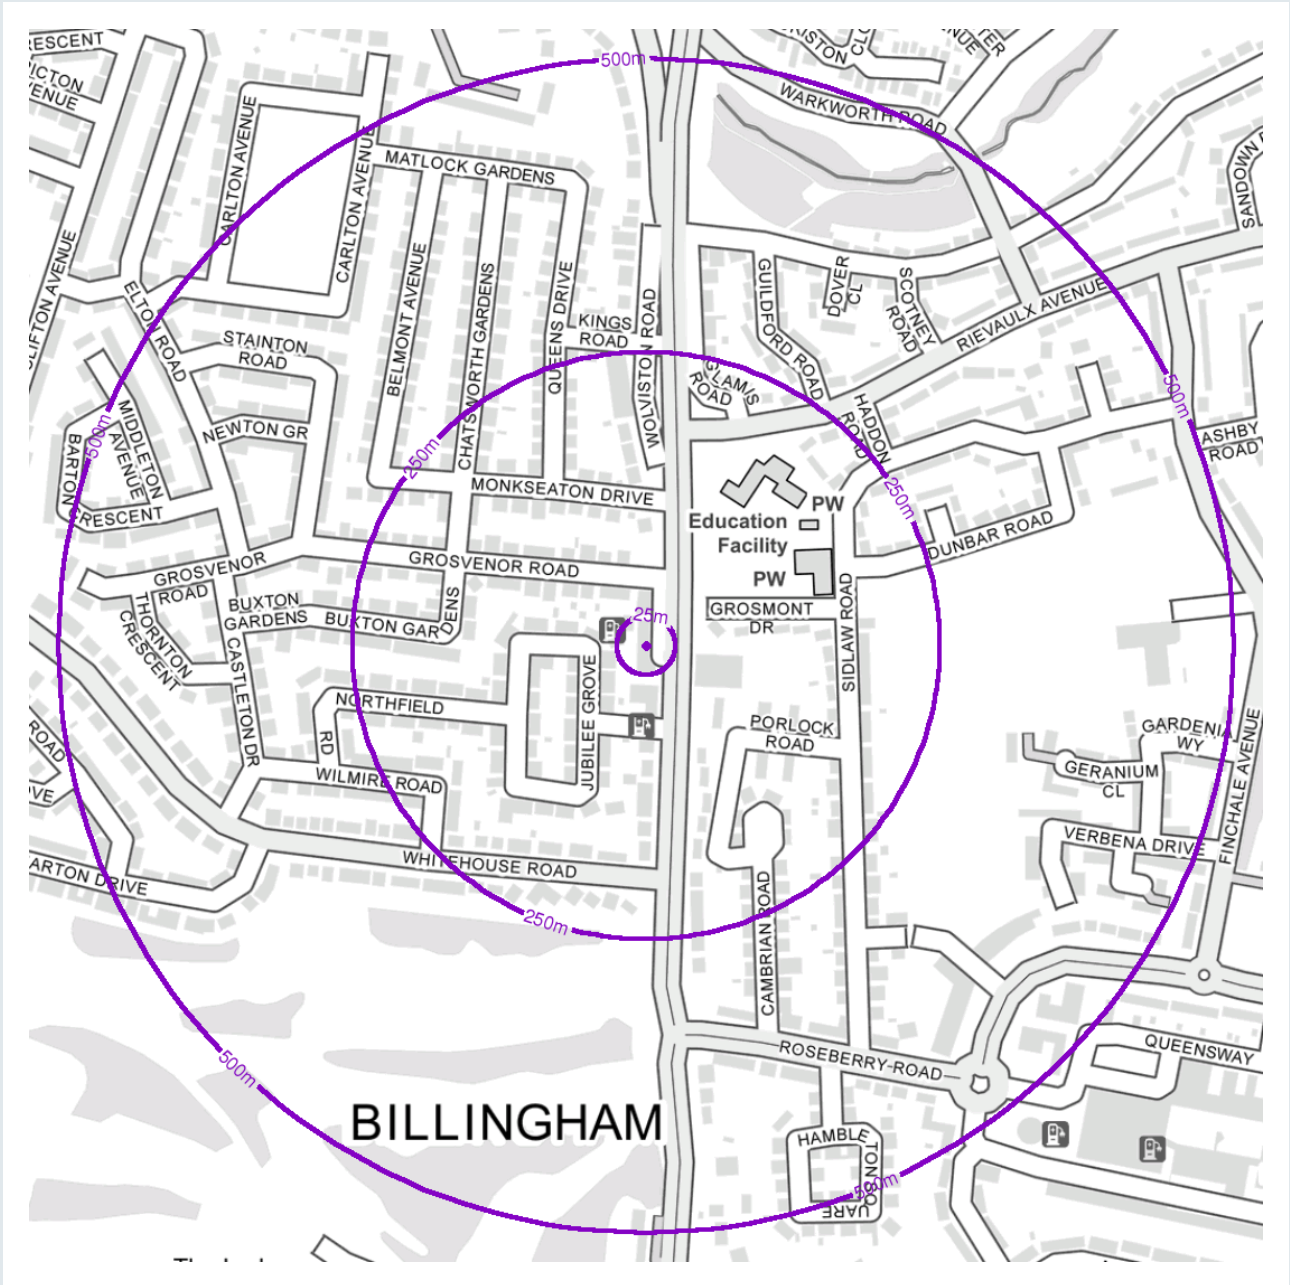 500m
WARKWORTH ROAD
MATLOCK GARDENS
CARLTON AVENUE
CARLTON AVENUE
SANDOWN
CLIFTON AVENUE
ELTON ROAD
BELMONT AVENUE
CHATSWORTH GARDENS
QUEENS DRIVE
KINGS
ROAD
WOLVISTON ROAD
GUILDFORD ROAD
DOVER
CL
SCOTNEY
ROAD
RIEVAULX AVENUE
STAINTON
ROAD
GLAMIS
ROAD
HADDON
ROAD
500m
ASHBY
ROAD
MIDDLETON
AVENUE
500m
BARTON
CRESCENT
NEWTON GR
250m
MONKSEATON DRIVE
250m
PW
Education
Facility
PW
DUNBAR ROAD
GROSVENOR
ROAD
GROSVENOR ROAD
THORNTON
CRESCENT
BUXTON
GARDENS
BUXTON GARDENS
CASTLETON DR
25m
GROSMONT
DR
SIDLAW ROAD
NORTHFIELD
RD
JUBILEE GROVE
PORLOCK
ROAD
GARDENIA
WY
GERANIUM
CL
FINCHALE AVENUE
ROAD
WILMIRE ROAD
VERBENA DRIVE
WHITEHOUSE ROAD
ARTON DRIVE
250m
CAMBRIAN ROAD
500m
ROSEBERRY ROAD
QUEENSWAY
BILLINGHAM
HAMBLETON SQUARE
500m